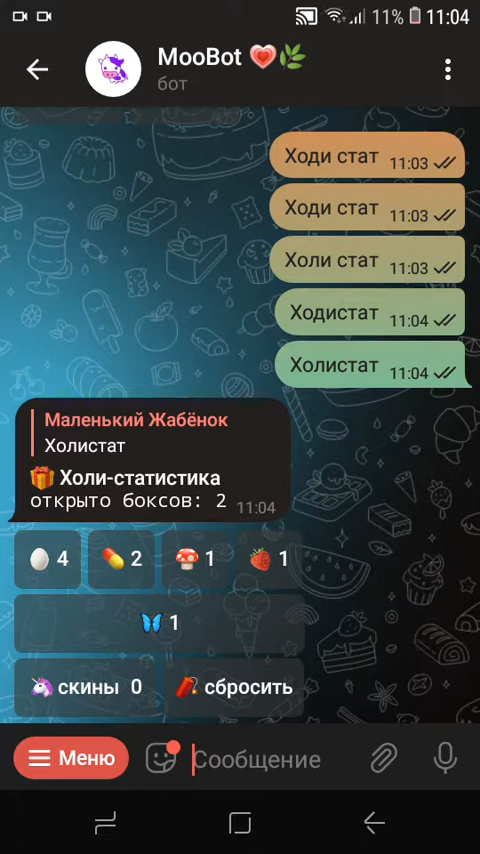 11% 11:04
MooBot
бот
Ходи стат 11:03
Ходи стат 11:03
Холи стат 11:03
Ходистат 11:04
Холистат 11:04
Маленький Жабёнок
Холистат
Холи-статистика
открыто боксов: 2 11:04
4 2 1 1
1
скины 0 сбросить
Меню Сообщение